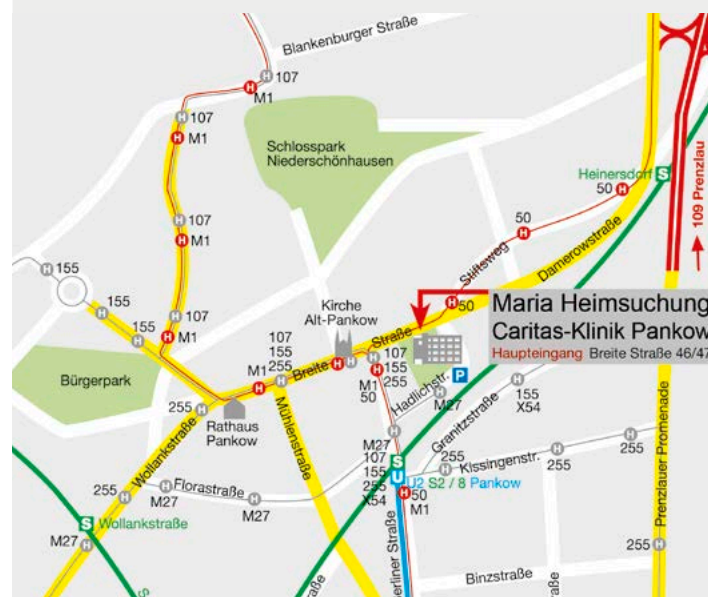 Blankenburger Straße
107
M1
107
M1
Schlosspark
Niederschönhausen
Heinersdorf
S
50
109 Prenzlau
107
M1
50
Stiftsweg
Damerowstraße
155
155
155
107
M1
50
Kirche
Alt-Pankow
Maria Heimsuchung
Caritas-Klinik Pankow
Haupteingang Breite Straße 46/47
Bürgerpark
107
155
255
M1
Breite
Straße
107
155
255
M1
50
P
Hadlichstr.
M27
155
X54
Granitzstraße
255
Rathaus
Pankow
Mühlenstraße
Wollankstraße
Prenzlauer Promenade
M27
107
155
255
X54
S
U
U2 S2 / 8 Pankow
50
M1
Kissingenstr.
255
255
255
Florastraße
M27
M27
255
S
Wollankstraße
M27
255
erliner Straße
Binzstraße
raße
S